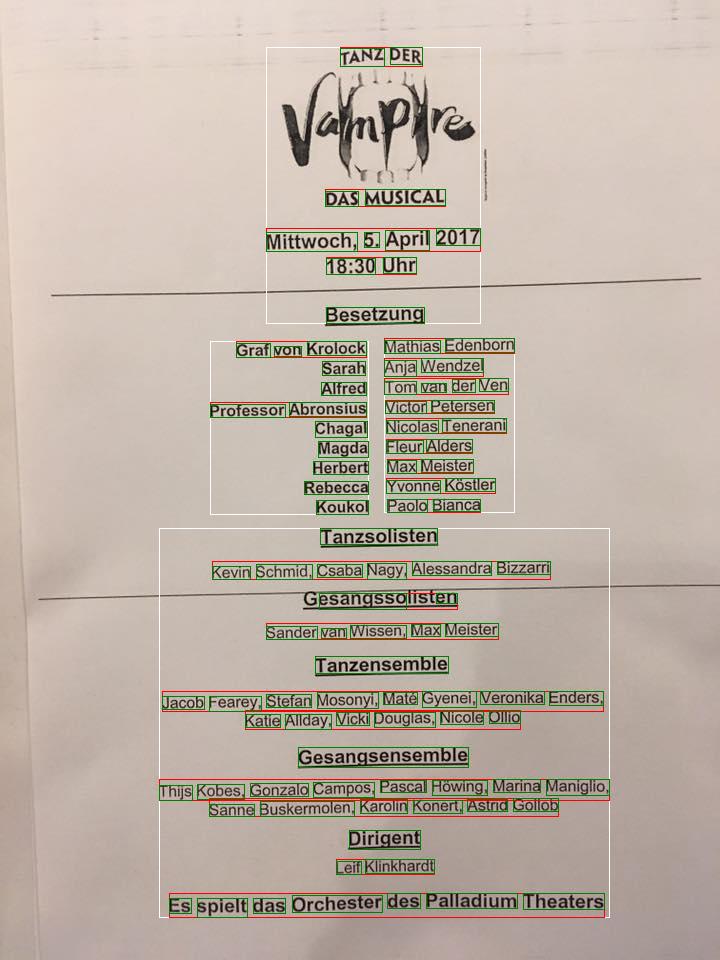 TANZ DER
Vampire
DAS MUSICAL
Mittwoch, 5. April 2017
18:30 Uhr
Besetzung
Graf von Krolock Mathias Edenborn
Sarah Anja Wendzel
Alfred Tom van der Ven
Professor Abronsius Victor Petersen
Chagal Nicolas Tenerani
Magda Fleur Alders
Herbert Max Meister
Rebecca Yvonne Köstler
Koukol Paolo Bianca
Tanzsolisten
Kevin Schmid, Csaba Nagy, Alessandra Bizzarri
Gesangssolisten
Sander van Wissen, Max Meister
Tanzensemble
Jacob Fearey, Stefan Mosonyi, Maté Gyenei, Veronika Enders,
Katie Allday, Vicki Douglas, Nicole Ollio
Gesangsensemble
Thijs Kobes, Gonzalo Campos, Pascal Höwing, Marina Maniglio,
Sanne Buskermolen, Karolin Konert, Astrid Gollob
Dirigent
Leif Klinkhardt
Es spielt das Orchester des Palladium Theaters